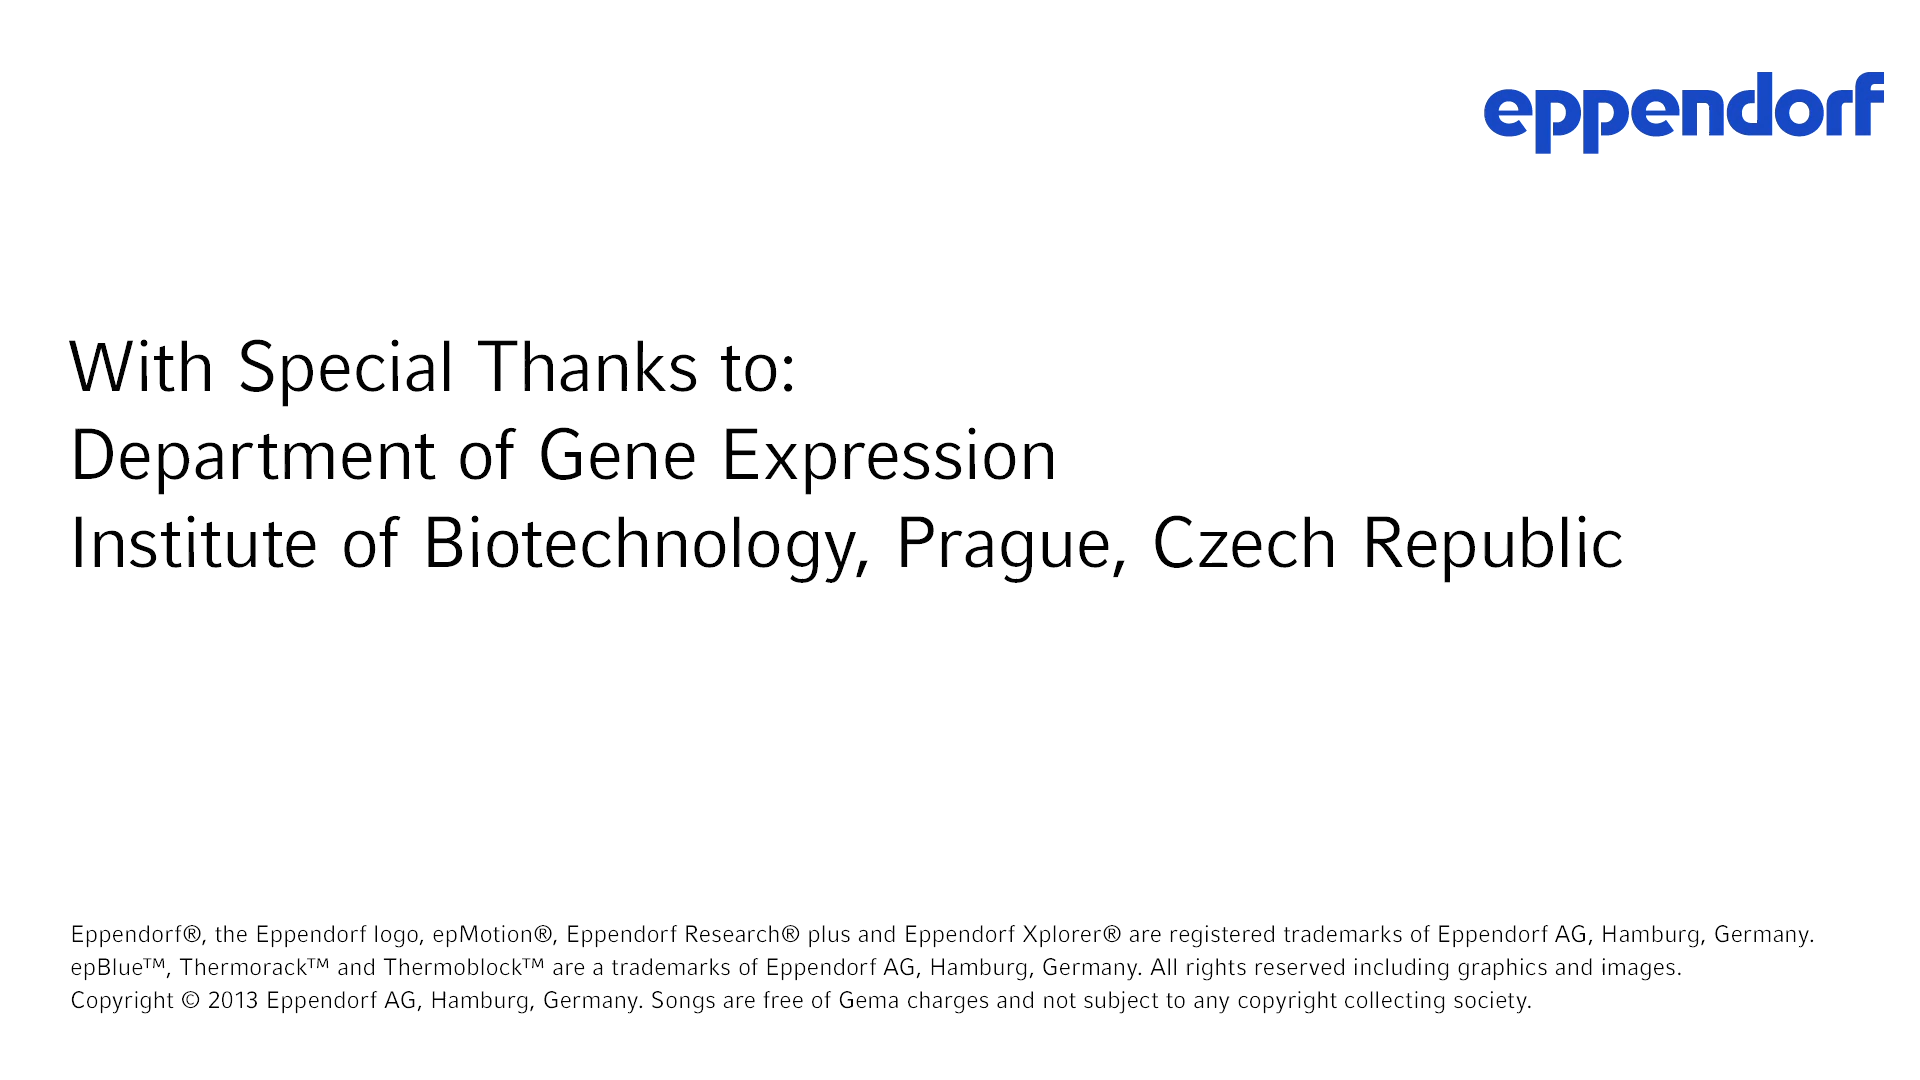 eppendorf
With Special Thanks to:
Department of Gene Expression
Institute of Biotechnology, Prague, Czech Republic
Eppendorf®, the Eppendorf logo, epMotion®, Eppendorf Research® plus and Eppendorf Xplorer® are registered trademarks of Eppendorf AG, Hamburg, Germany.
epBlue™, Thermorack™ and Thermoblock™ are a trademarks of Eppendorf AG, Hamburg, Germany. All rights reserved including graphics and images.
Copyright © 2013 Eppendorf AG, Hamburg, Germany. Songs are free of Gema charges and not subject to any copyright collecting society.